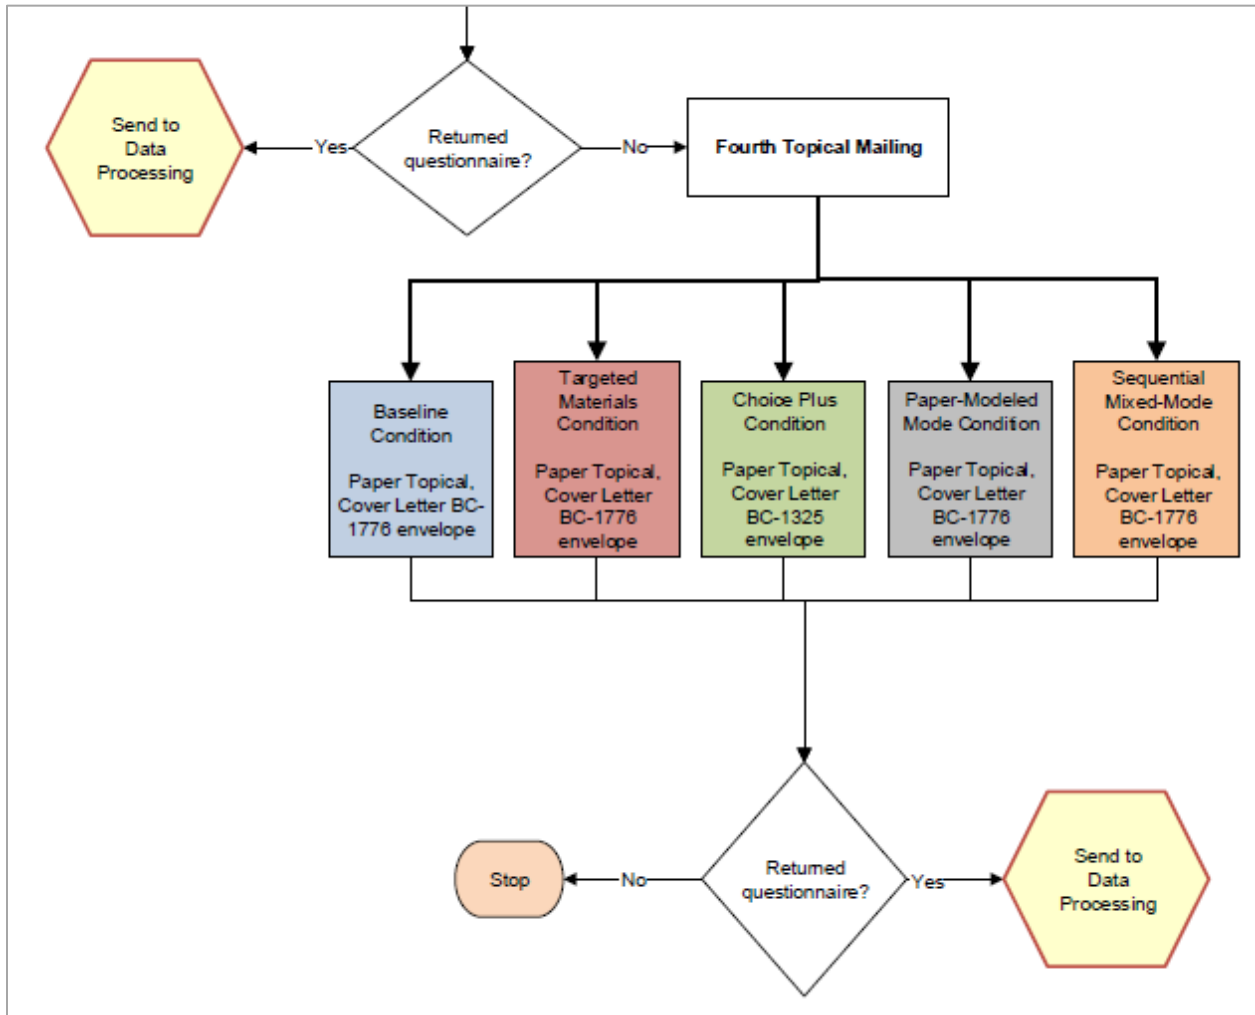 Send to
Data
Processing
Yes
Returned
questionnaire?
No
Fourth Topical Mailing
Baseline
Condition
Paper Topical,
Cover Letter BC-
1776 envelope
Targeted
Materials
Condition
Paper Topical,
Cover Letter
BC-1776
envelope
Choice Plus
Condition
Paper Topical,
Cover Letter
BC-1325
envelope
Paper-Modeled
Mode Condition
Paper Topical,
Cover Letter
BC-1776
envelope
Sequential
Mixed-Mode
Condition
Paper Topical,
Cover Letter
BC-1776
envelope
Stop
No
Returned
questionnaire?
Yes
Send to
Data
Processing